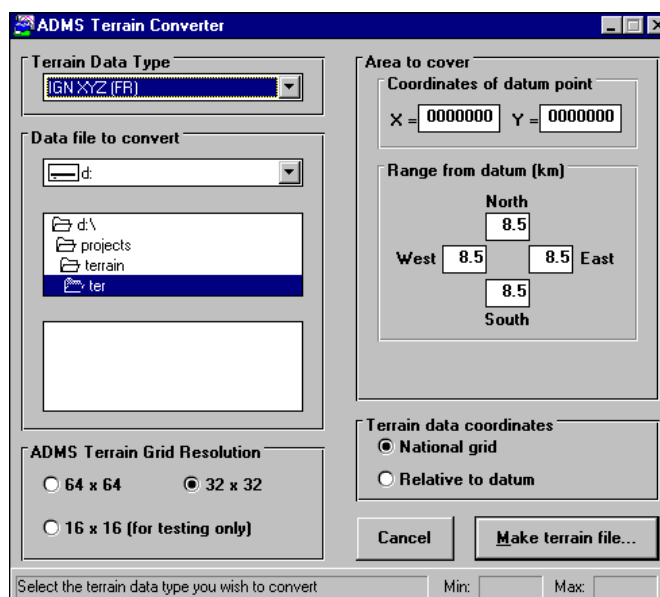 ADMS Terrain Converter
Terrain Data Type
IGN XYZ (FR)
Data file to convert
d:
d:\
projects
terrain
ter
ADMS Terrain Grid Resolution
64 x 64
32 x 32
16 x 16 (for testing only)
Area to cover
Coordinates of datum point
X = 0000000 Y = 0000000
Range from datum (km)
North
8.5
West 8.5 8.5 East
8.5
South
Terrain data coordinates
National grid
Relative to datum
Cancel
Make terrain file...
Select the terrain data type you wish to convert
Min:
Max: